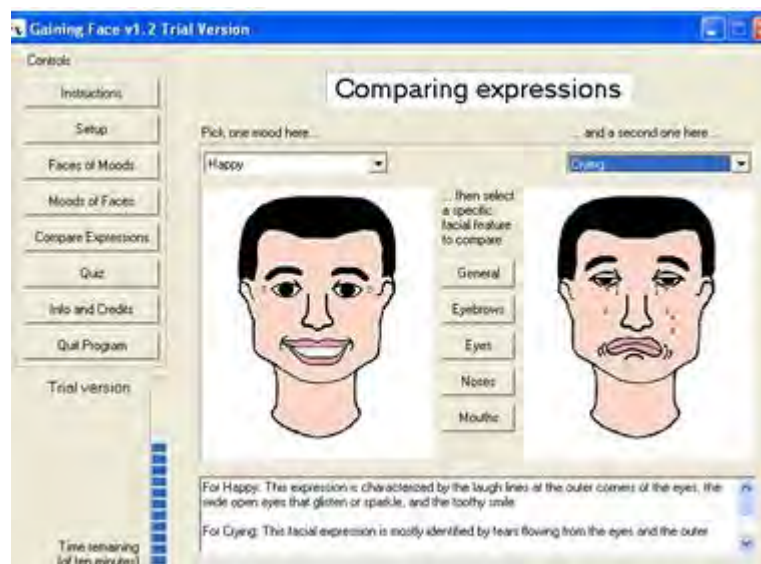 Gaining Face v1.2 Trial Version
Controls
Instructions
Setup
Faces of Moods
Moods of Faces
Compare Expressions
Quiz
Info and Credits
Quit Program
Trial version
Time remaining
(of ten minutes)
Comparing expressions
Pick one mood here...
... and a second one here ...
Happy
Crying
... then select
a specific
facial feature
to compare
General
Eyebrows
Eyes
Noses
Mouths
For Happy: This expression is characterized by the laugh lines at the outer corners of the eyes, the
wide open eyes that glisten or sparkle, and the toothy smile
For Crying: This facial expression is mostly identified by tears flowing from the eyes and the outer